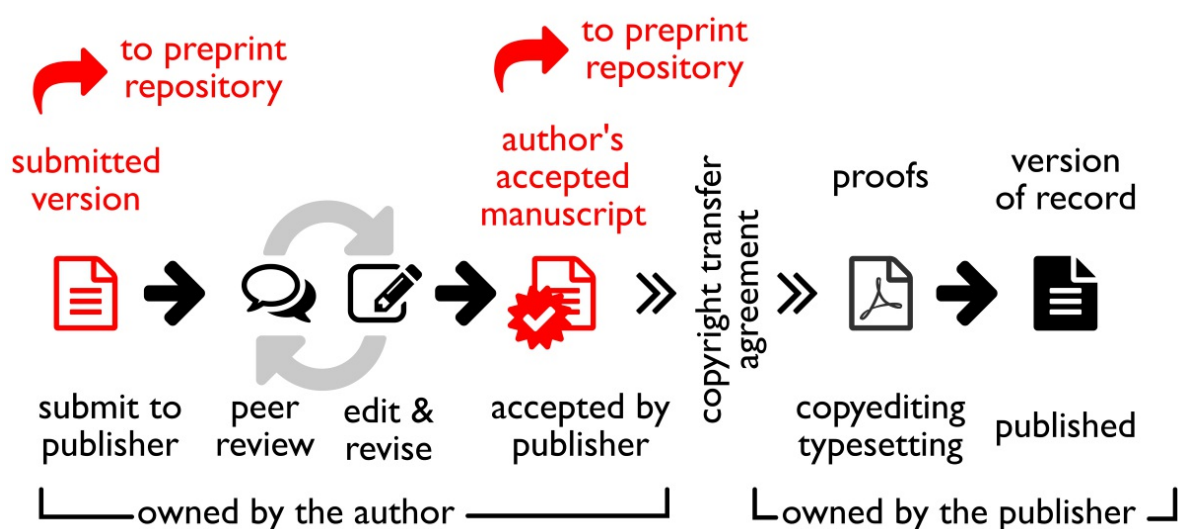 to preprint
repository
to preprint
repository
submitted
version
author's
accepted
manuscript
copyright transfer
agreement
proofs
version
of record
submit to
publisher
peer
review
edit &
revise
accepted by
publisher
copyediting
typesetting
published
owned by the author
owned by the publisher